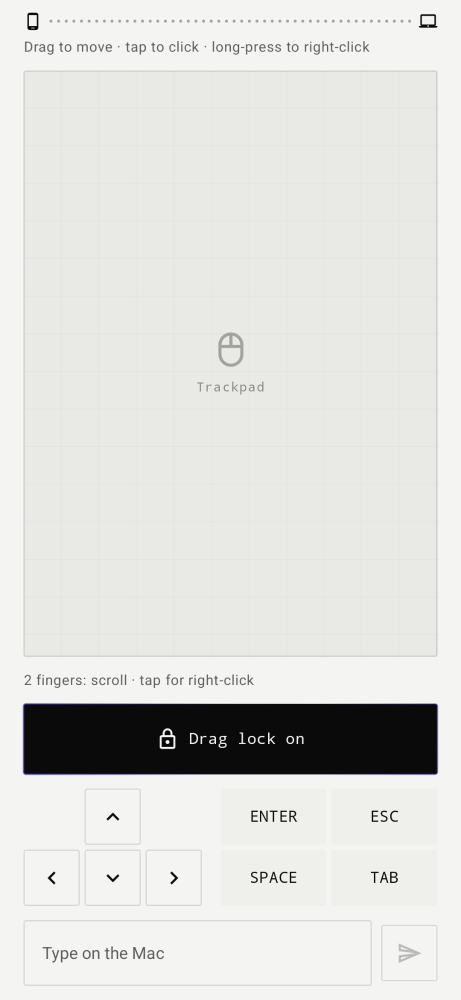 Drag to move · tap to click · long-press to right-click
Trackpad
2 fingers: scroll · tap for right-click
Drag lock on
ENTER ESC
SPACE TAB
Type on the Mac